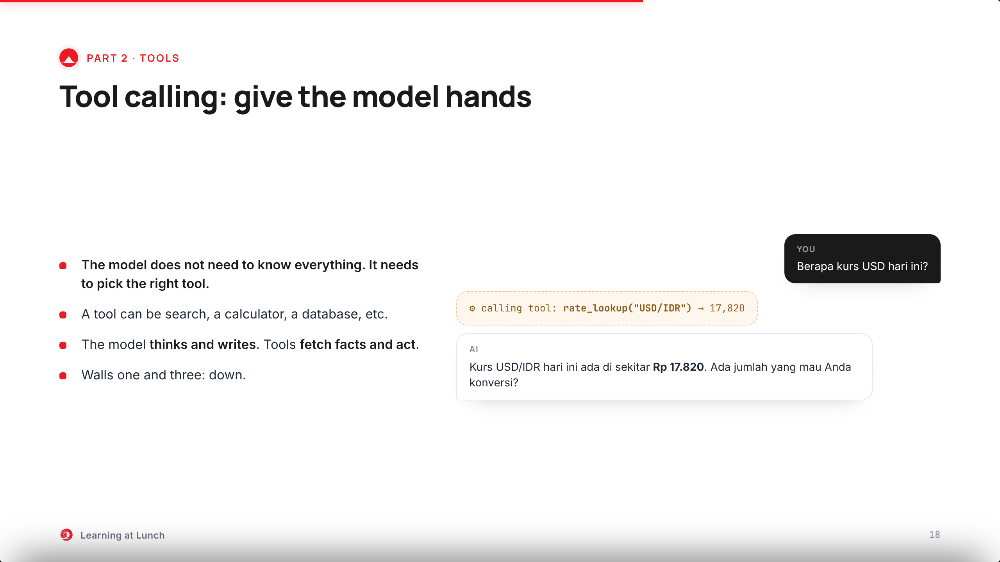 PART 2 · TOOLS
Tool calling: give the model hands
The model does not need to know everything. It needs
to pick the right tool.
A tool can be search, a calculator, a database, etc.
The model thinks and writes. Tools fetch facts and act.
Walls one and three: down.
YOU
Berapa kurs USD hari ini?
⚙ calling tool: rate_lookup("USD/IDR") → 17,820
AI
Kurs USD/IDR hari ini ada di sekitar Rp 17.820. Ada jumlah yang mau Anda
konversi?
Learning at Lunch
18